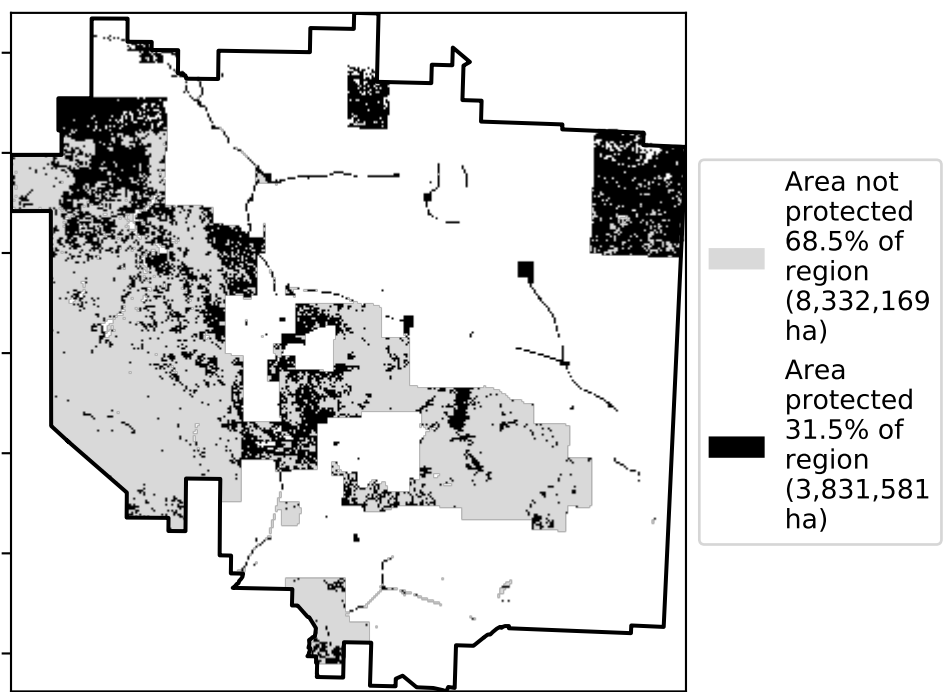 Area not
protected
68.5% of
region
(8,332,169
ha)
Area
protected
31.5% of
region
(3,831,581
ha)